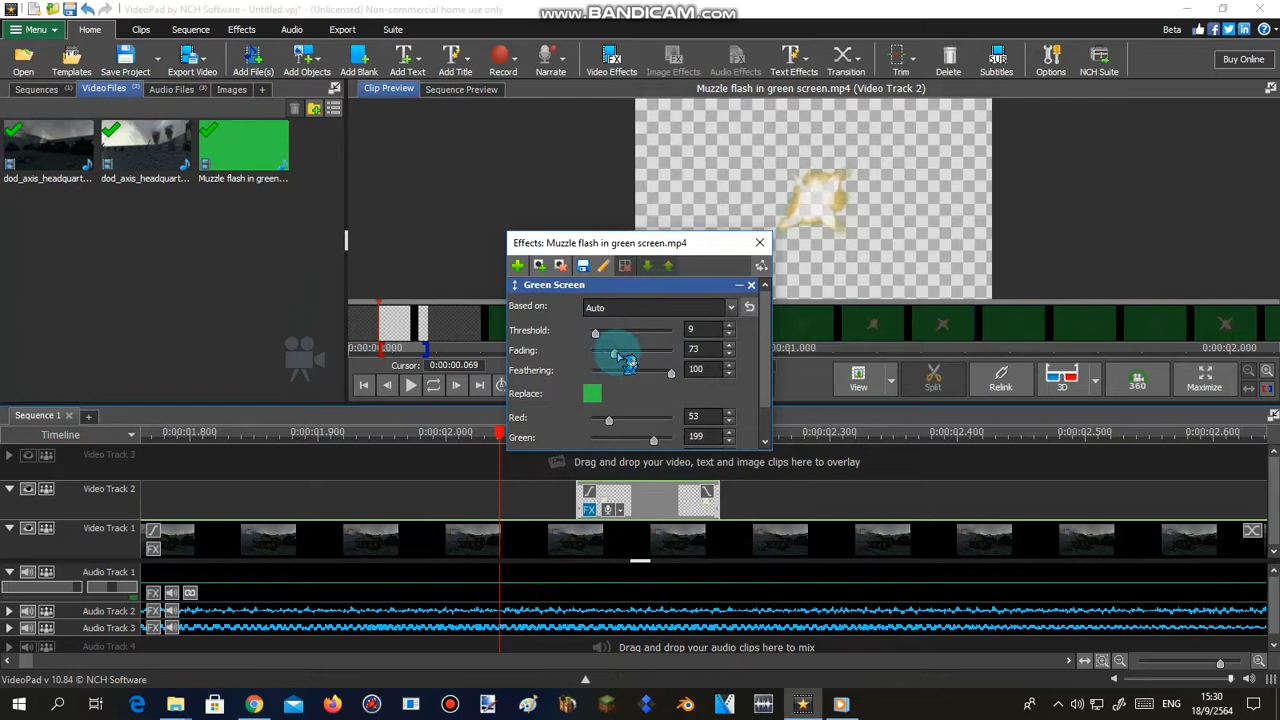 VideoPad by NCH Software - Untitled.vpj* - (Unlicensed) Non-commercial home use only
www.BANDICAM.com
Menu
Home
Clips
Sequence
Effects
Audio
Export
Suite
Beta
Open
Templates
Save Project
Export Video
Add File(s)
Add Objects
Add Blank
Add Text
Add Title
Record
Narrate
Video Effects
Image Effects
Audio Effects
Text Effects
Transition
Trim
Delete
Subtitles
Options
NCH Suite
Buy Online
Sequences (1)
Video Files (3)
Audio Files (3)
Images
+
Clip Preview
Sequence Preview
Muzzle flash in green screen.mp4 (Video Track 2)
dod_axis_headquart...
dod_axis_headquart...
Muzzle flash in green...
Effects: Muzzle flash in green screen.mp4
Green Screen
Based on:
Auto
Threshold:
9
Fading:
73
Feathering:
100
Replace:
Red:
53
Green:
199
0:00:01.000
0:00:02.000
Cursor:
0:00:00.069
View
Split
Relink
3D
360
Maximize
Sequence 1
+
Timeline
0:00:01.800
0:00:01.900
0:00:02.000
0:00:02.300
0:00:02.400
0:00:02.500
0:00:02.600
Video Track 3
Drag and drop your video, text and image clips here to overlay
Video Track 2
FX
Video Track 1
FX
Audio Track 1
FX
Audio Track 2
FX
Audio Track 3
FX
Audio Track 4
Drag and drop your audio clips here to mix
VideoPad v 10.84 © NCH Software
ENG
15:30
18/9/2564